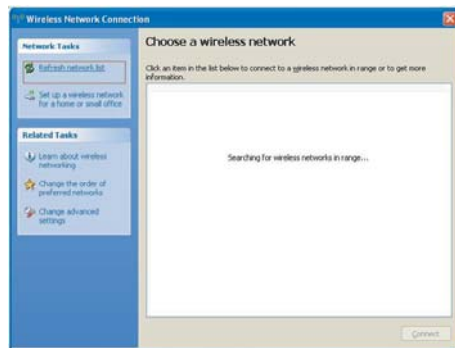 Wireless Network Connection
Network Tasks
Refresh network list
Set up a wireless network
for a home or small office
Related Tasks
Learn about wireless
networking
Change the order of
preferred networks
Change advanced
settings
Choose a wireless network
Click an item in the list below to connect to a wireless network in range or to get more
information.
Searching for wireless networks in range...
Connect